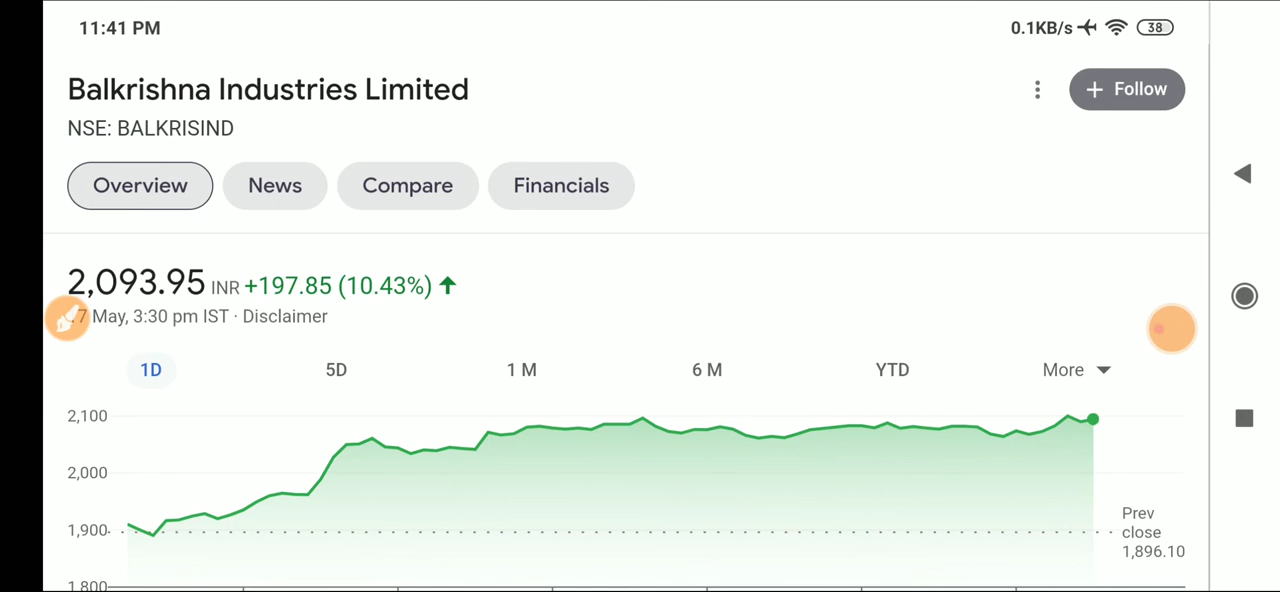 11:41 PM
0.1KB/s
38
Balkrishna Industries Limited
+ Follow
NSE: BALKRISIND
Overview
News
Compare
Financials
2,093.95 INR +197.85 (10.43%) ↑
7 May, 3:30 pm IST · Disclaimer
1D
5D
1 M
6 M
YTD
More
2,100
2,000
1,900
1,800
Prev
close
1,896.10